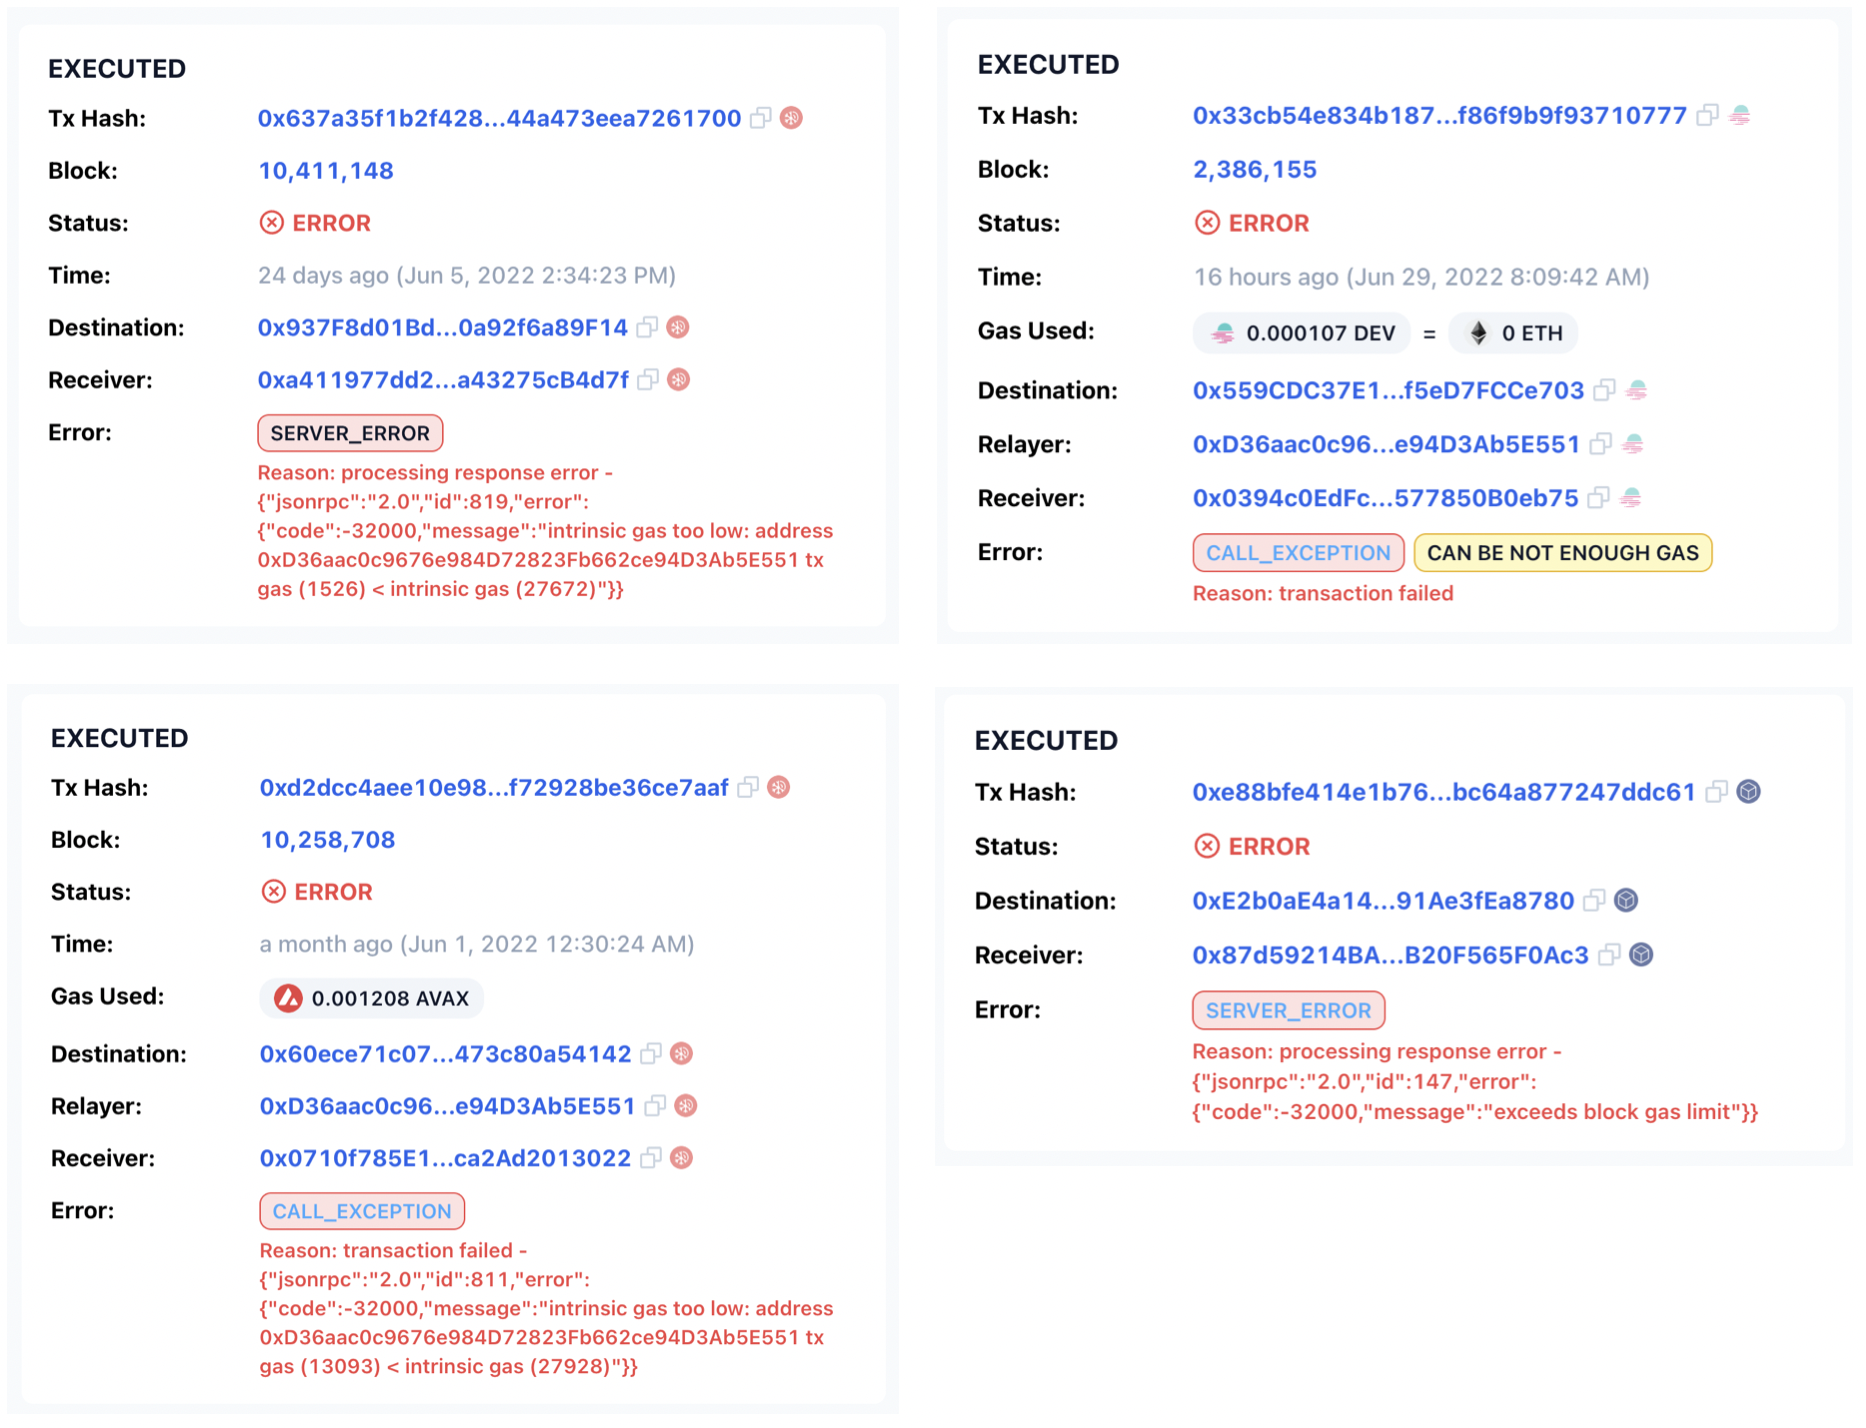 EXECUTED
Tx Hash: 0x637a35f1b2f428...44a473eea7261700
Block: 10,411,148
Status: ERROR
Time: 24 days ago (Jun 5, 2022 2:34:23 PM)
Destination: 0x937F8d01Bd...0a92f6a89F14
Receiver: 0xa411977dd2...a43275cB4d7f
Error: SERVER_ERROR
Reason: processing response error -
{"jsonrpc":"2.0","id":819,"error":
{"code":-32000,"message":"intrinsic gas too low: address
0xD36aac0c9676e984D72823Fb662ce94D3Ab5E551 tx
gas (1526) < intrinsic gas (27672)"}}
EXECUTED
Tx Hash: 0x33cb54e834b187...f86f9b9f93710777
Block: 2,386,155
Status: ERROR
Time: 16 hours ago (Jun 29, 2022 8:09:42 AM)
Gas Used: 0.000107 DEV = 0 ETH
Destination: 0x559CDC37E1...f5eD7FCCe703
Relayer: 0xD36aac0c96...e94D3Ab5E551
Receiver: 0x0394c0EdFc...577850B0eb75
Error: CALL_EXCEPTION CAN BE NOT ENOUGH GAS
Reason: transaction failed
EXECUTED
Tx Hash: 0xd2dcc4aee10e98...f72928be36ce7aaf
Block: 10,258,708
Status: ERROR
Time: a month ago (Jun 1, 2022 12:30:24 AM)
Gas Used: 0.001208 AVAX
Destination: 0x60ece71c07...473c80a54142
Relayer: 0xD36aac0c96...e94D3Ab5E551
Receiver: 0x0710f785E1...ca2Ad2013022
Error: CALL_EXCEPTION
Reason: transaction failed -
{"jsonrpc":"2.0","id":811,"error":
{"code":-32000,"message":"intrinsic gas too low: address
0xD36aac0c9676e984D72823Fb662ce94D3Ab5E551 tx
gas (13093) < intrinsic gas (27928)"}}
EXECUTED
Tx Hash: 0xe88bfe414e1b76...bc64a877247ddc61
Status: ERROR
Destination: 0xE2b0aE4a14...91Ae3fEa8780
Receiver: 0x87d59214BA...B20F565F0Ac3
Error: SERVER_ERROR
Reason: processing response error -
{"jsonrpc":"2.0","id":147,"error":
{"code":-32000,"message":"exceeds block gas limit"}}